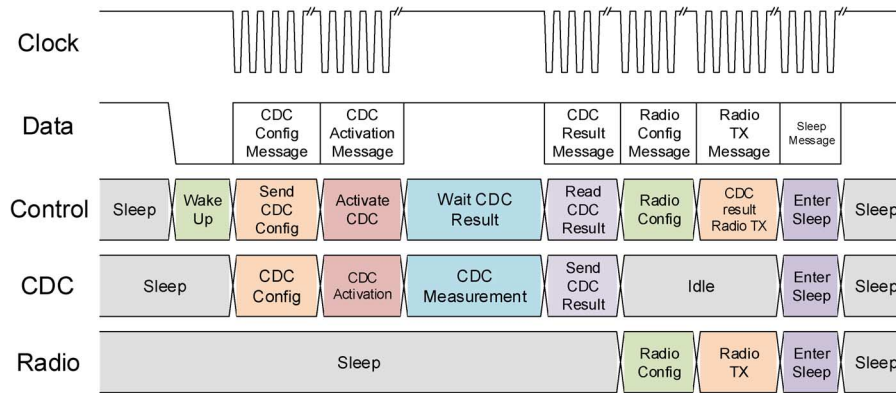 Clock
Data
CDC
Config
Message
CDC
Activation
Message
CDC
Result
Message
Radio
Config
Message
Radio
TX
Message
Sleep
Message
Control
Sleep
Wake
Up
Send
CDC
Config
Activate
CDC
Wait CDC
Result
Read
CDC
Result
Radio
Config
CDC
result
Radio TX
Enter
Sleep
Sleep
CDC
Sleep
CDC
Config
CDC
Activation
CDC
Measurement
Send
CDC
Result
Idle
Enter
Sleep
Sleep
Radio
Sleep
Radio
Config
Radio
TX
Enter
Sleep
Sleep